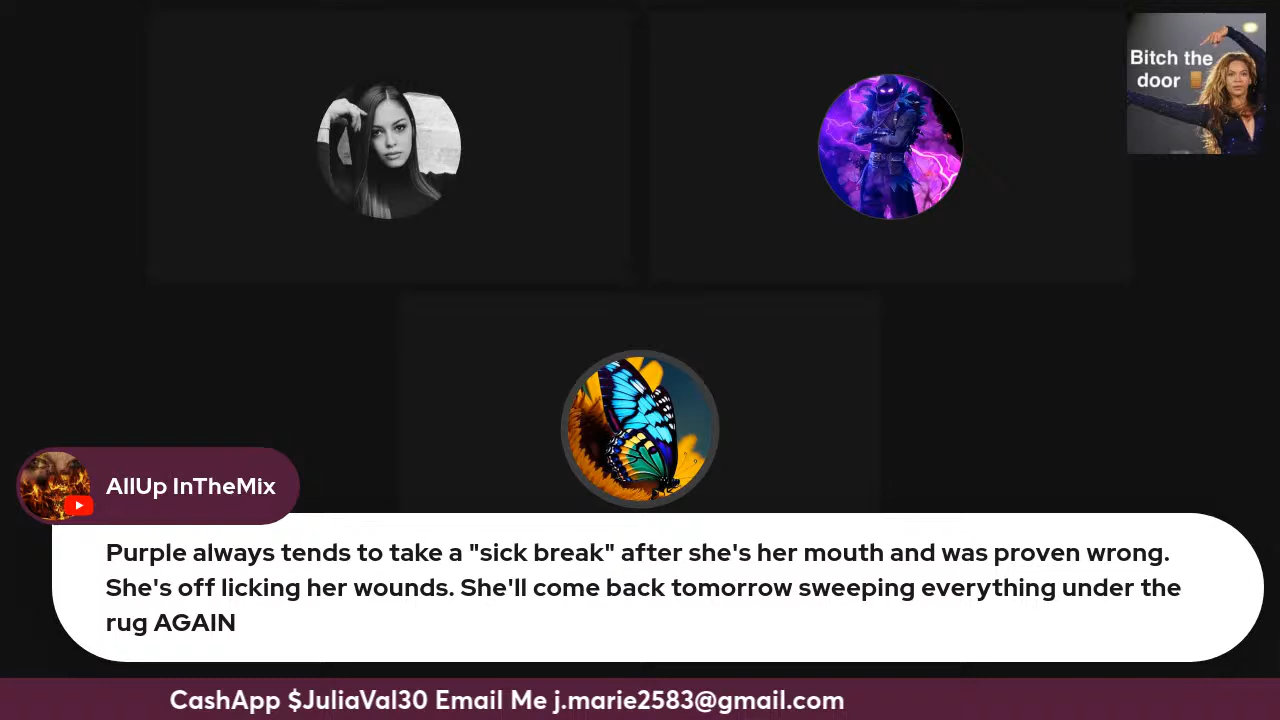 Bitch the
door
AllUp InTheMix
Purple always tends to take a "sick break" after she's her mouth and was proven wrong.
She's off licking her wounds. She'll come back tomorrow sweeping everything under the
rug AGAIN
CashApp $JuliaVal30 Email Me j.marie2583@gmail.com